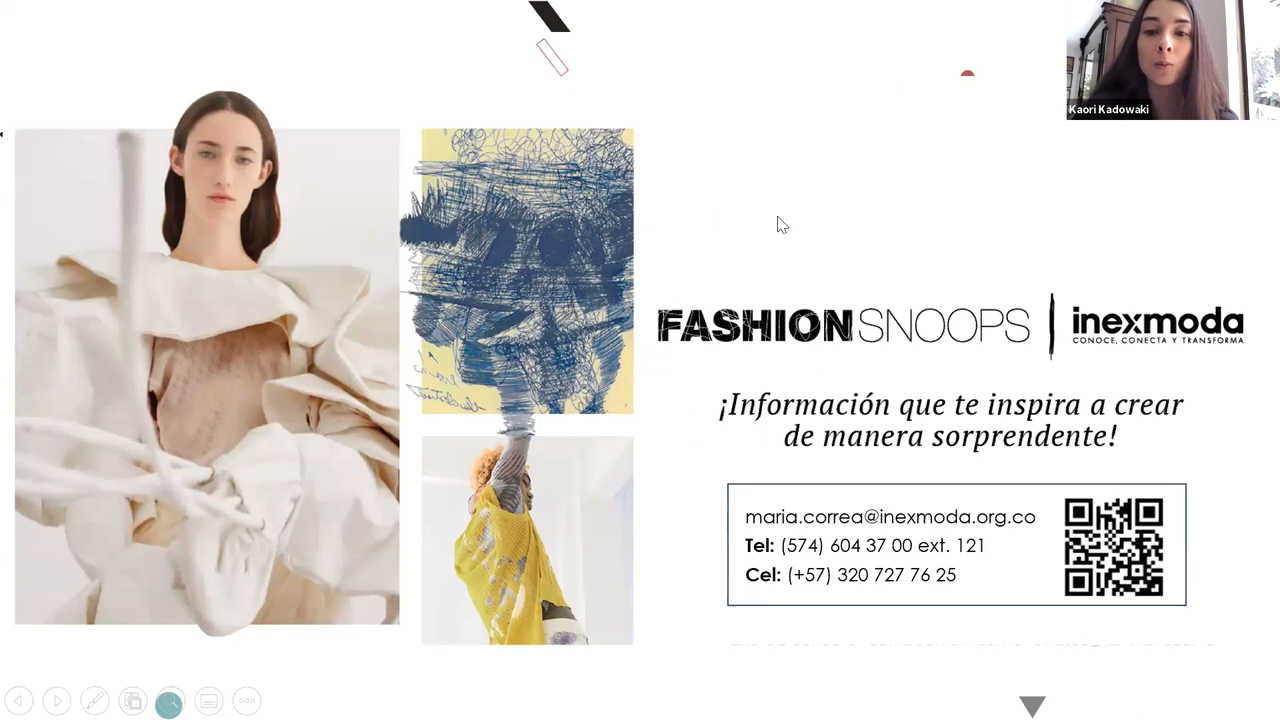 Kaori Kadowaki
FASHIONSNOOPS
inexmoda
CONOCE, CONECTA Y TRANSFORMA
¡Información que te inspira a crear
de manera sorprendente!
maria.correa@inexmoda.org.co
Tel: (574) 604 37 00 ext. 121
Cel: (+57) 320 727 76 25